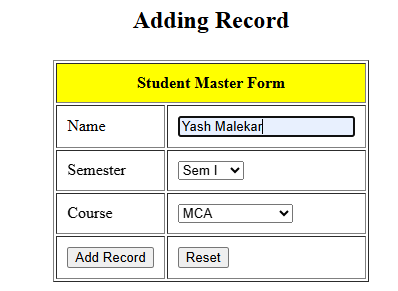 Adding Record
Student Master Form
Name Yash Malekar
Semester Sem I
Course MCA
Add Record Reset